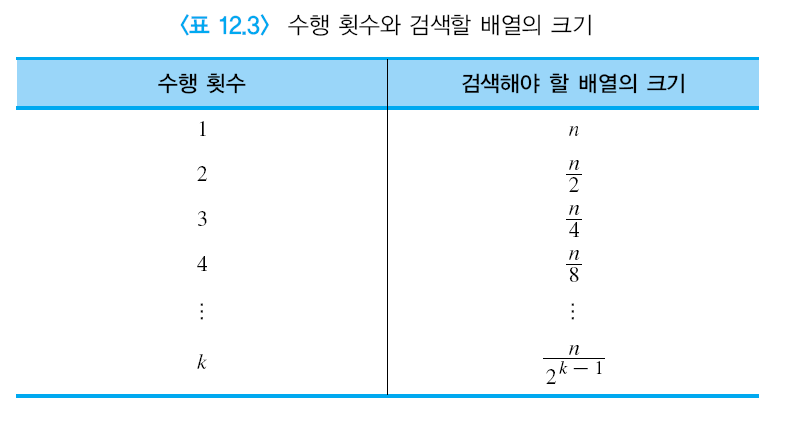 〈표 12.3〉 수행 횟수와 검색할 배열의 크기
수행 횟수 검색해야 할 배열의 크기
1 n
2 n/2
3 n/4
4 n/8
⋮ ⋮
k n/2^(k − 1)